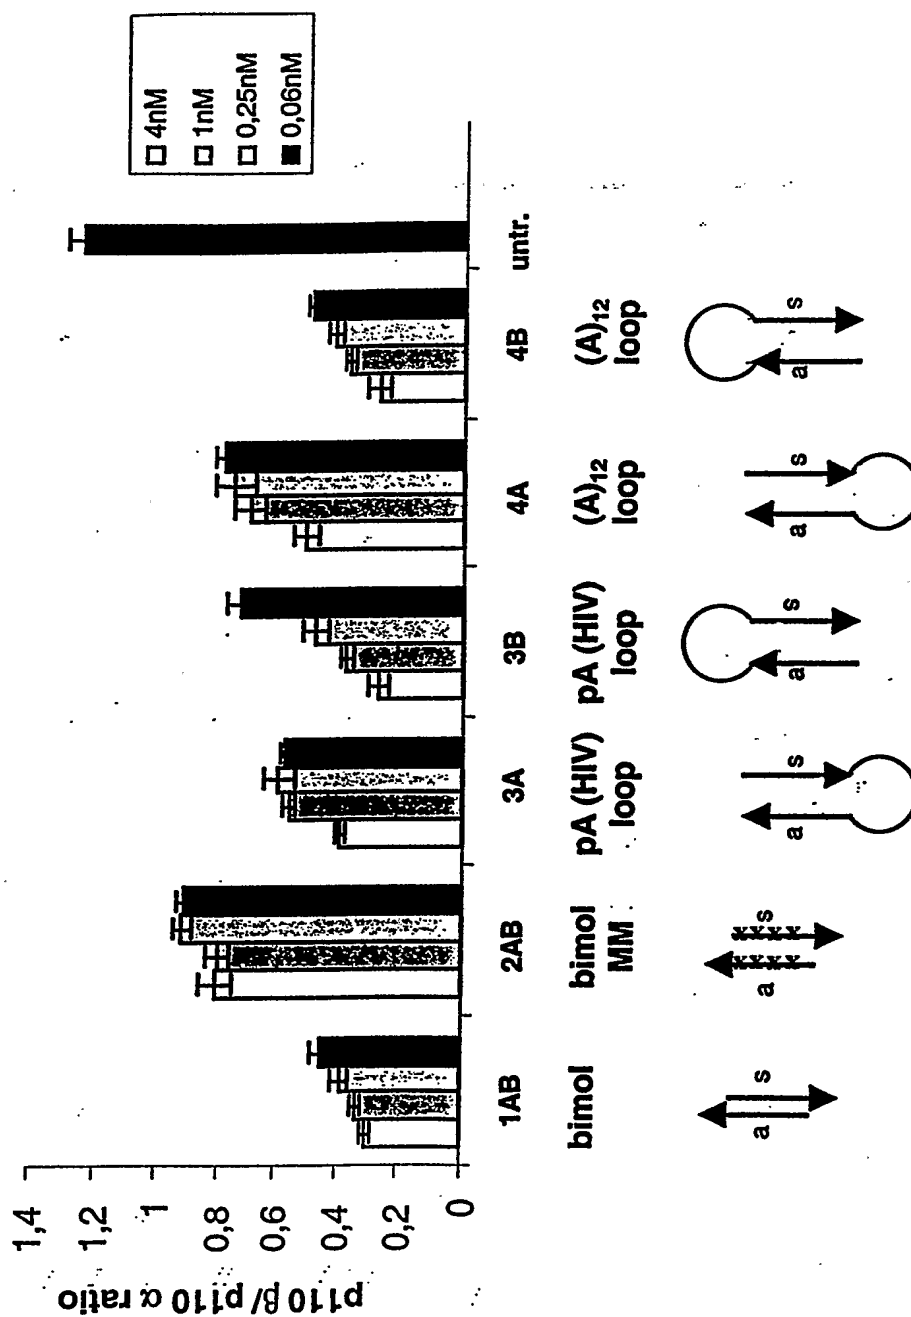 p110 β/ p110 α ratio
1,4
1,2
1
0,8
0,6
0,4
0,2
0
4nM
1nM
0,25nM
0,06nM
1AB
2AB
3A
3B
4A
4B
untr.
bimol
bimol MM
pA (HIV) loop
pA (HIV) loop
(A)12 loop
(A)12 loop
a s
a s
a s
a s
a s
a s